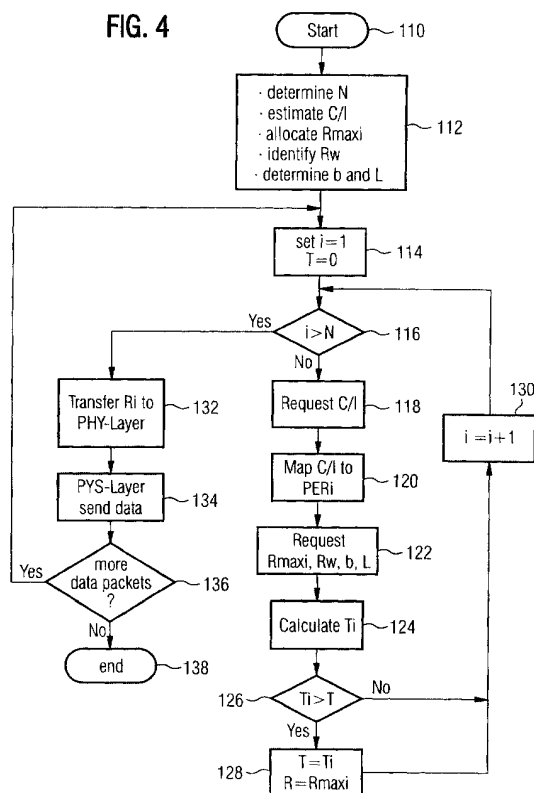 FIG. 4
Start
110
· determine N
· estimate C/I
· allocate Rmaxi
· identify Rw
· determine b and L
112
set i=1
T=0
114
i>N
116
Yes
No
Transfer Ri to
PHY-Layer
132
Request C/I
118
130
i=i+1
PYS-Layer
send data
134
Map C/I to
PERi
120
more
data packets
?
136
Yes
No
Request
Rmaxi, Rw, b, L
122
end
138
Calculate Ti
124
126
Ti>T
No
Yes
128
T=Ti
R=Rmaxi